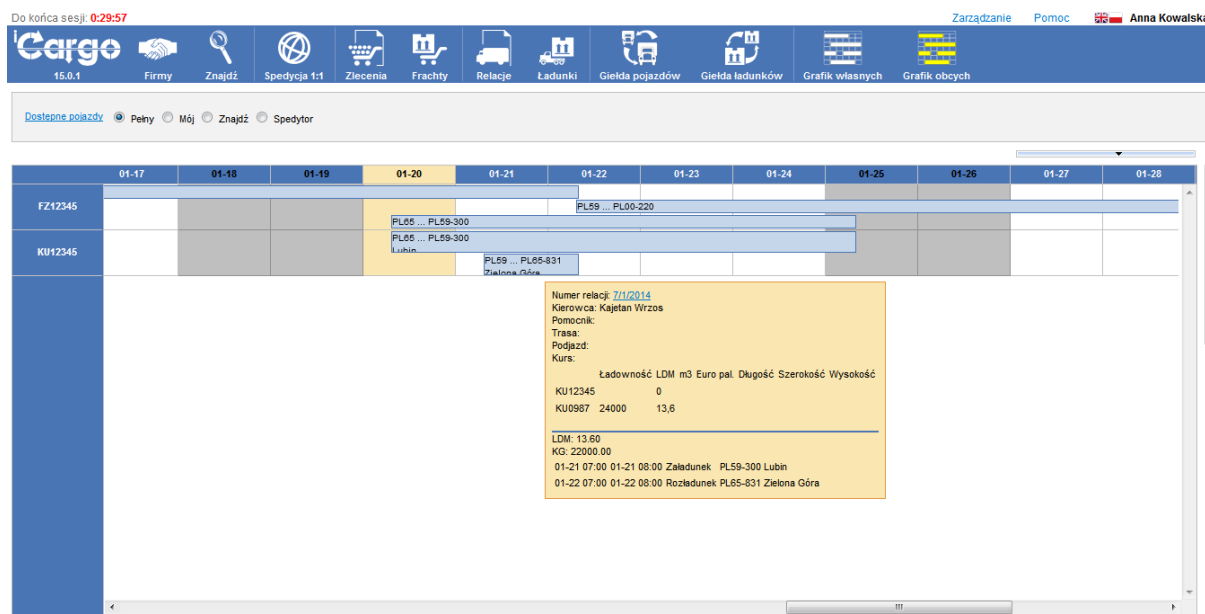 Do końca sesji: 0:29:57
Zarządzanie Pomoc Anna Kowalska
iCargo
15.0.1 Firmy Znajdź Spedycja 1:1 Zlecenia Frachty Relacje Ładunki Giełda pojazdów Giełda ładunków Grafik własnych Grafik obcych
Dostępne pojazdy Pełny Mój Znajdź Spedytor
01-17 01-18 01-19 01-20 01-21 01-22 01-23 01-24 01-25 01-26 01-27 01-28
FZ12345
PL59 ... PL00-220
PL65 ... PL59-300
KU12345
PL65 ... PL59-300
Lubin
PL59 ... PL65-831
Zielona Góra
Numer relacji: 7/1/2014
Kierowca: Kajetan Wrzos
Pomocnik:
Trasa:
Podjazd:
Kurs:
Ładowność LDM m3 Euro pal. Długość Szerokość Wysokość
KU12345 0
KU0987 24000 13,6
LDM: 13.60
KG: 22000.00
01-21 07:00 01-21 08:00 Załadunek PL59-300 Lubin
01-22 07:00 01-22 08:00 Rozładunek PL65-831 Zielona Góra